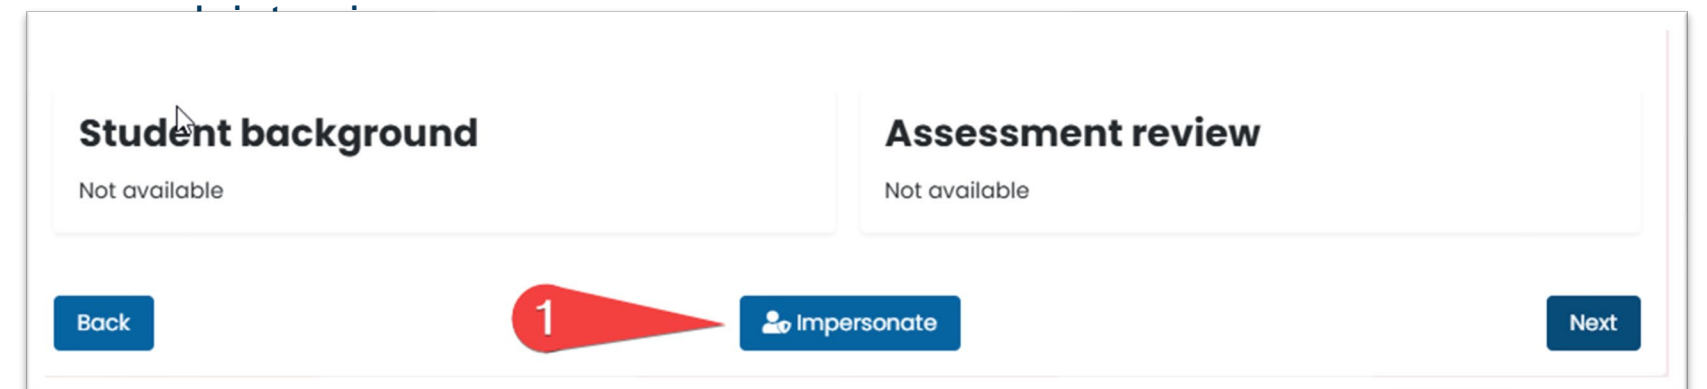 Student background
Not available
Assessment review
Not available
Back
1
Impersonate
Next